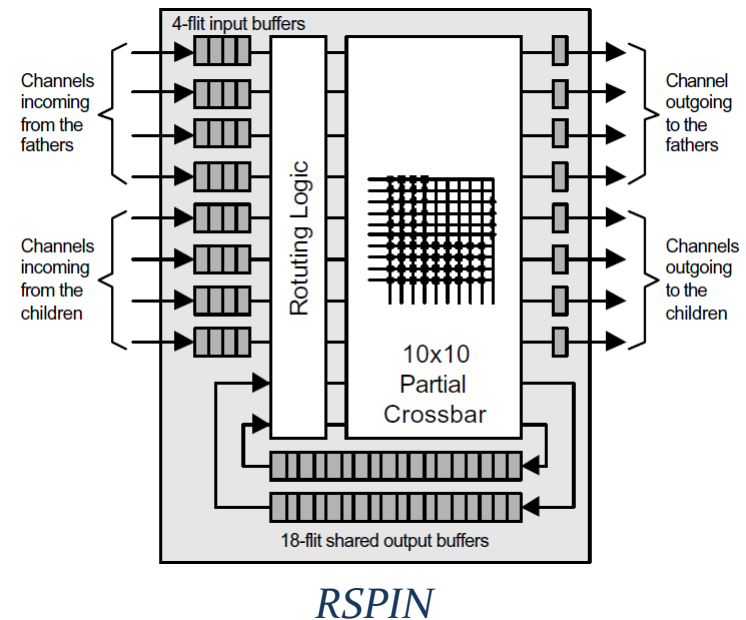 4-flit input buffers
Channels
incoming
from the
fathers
Channel
outgoing
to the
fathers
Rotuting Logic
Channels
incoming
from the
children
Channels
outgoing
to the
children
10x10
Partial
Crossbar
18-flit shared output buffers
RSPIN